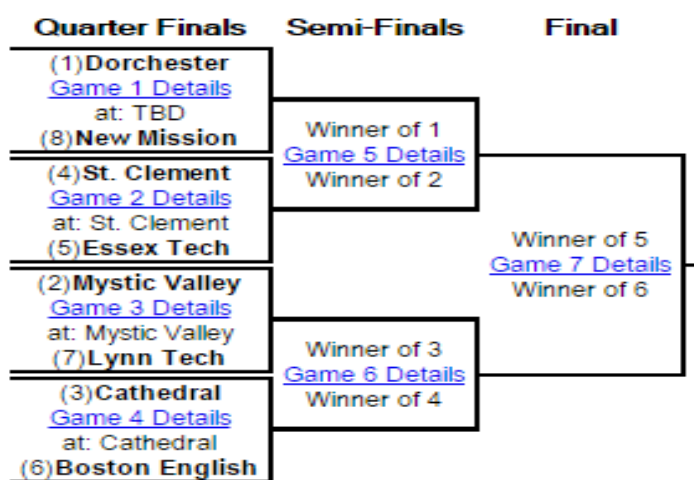 Quarter Finals Semi-Finals Final
(1)Dorchester
Game 1 Details
at: TBD
(8)New Mission
(4)St. Clement
Game 2 Details
at: St. Clement
(5)Essex Tech
(2)Mystic Valley
Game 3 Details
at: Mystic Valley
(7)Lynn Tech
(3)Cathedral
Game 4 Details
at: Cathedral
(6)Boston English
Winner of 1
Game 5 Details
Winner of 2
Winner of 3
Game 6 Details
Winner of 4
Winner of 5
Game 7 Details
Winner of 6